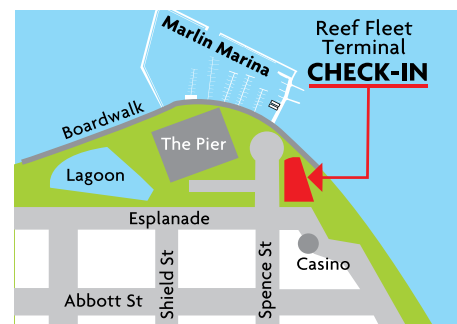 Marlin Marina
Reef Fleet
Terminal
CHECK-IN
Boardwalk
The Pier
Lagoon
Esplanade
Shield St
Spence St
Casino
Abbott St